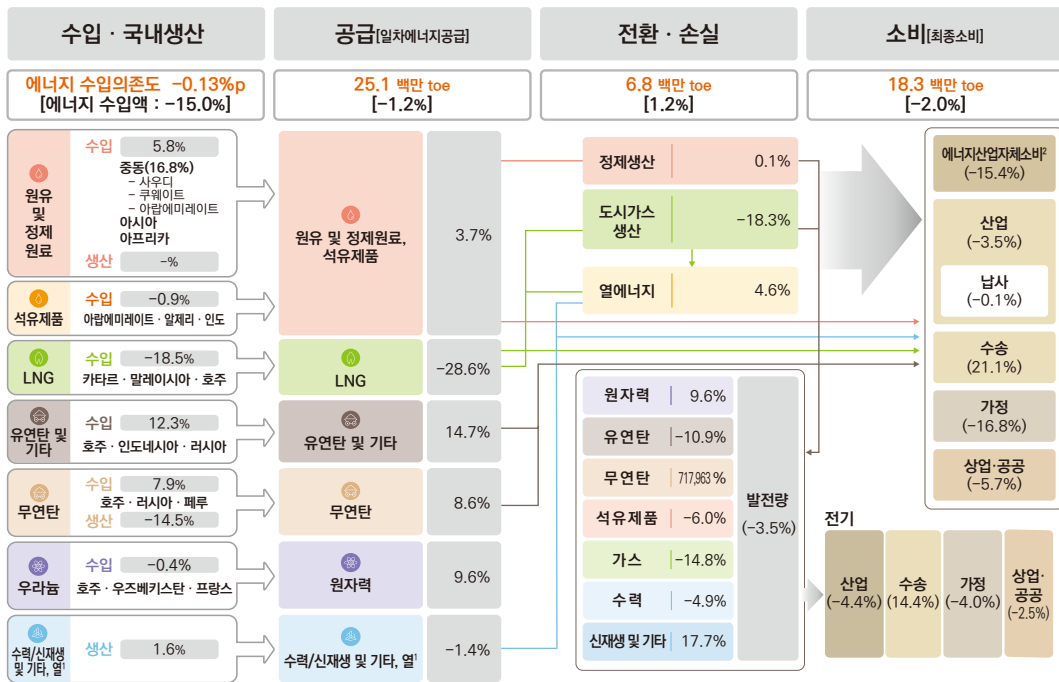 수입 · 국내생산
공급[일차에너지공급]
전환 · 손실
소비[최종소비]
에너지 수입의존도 -0.13%p
[에너지 수입액 : -15.0%]
25.1 백만 toe
[-1.2%]
6.8 백만 toe
[1.2%]
18.3 백만 toe
[-2.0%]
원유
및
정제
원료
수입 5.8%
중동(16.8%)
- 사우디
- 쿠웨이트
- 아랍에미레이트
아시아
아프리카
생산 -%
석유제품
수입 -0.9%
아랍에미레이트 · 알제리 · 인도
LNG
수입 -18.5%
카타르 · 말레이시아 · 호주
유연탄 및
기타
수입 12.3%
호주 · 인도네시아 · 러시아
무연탄
수입 7.9%
호주 · 러시아 · 페루
생산 -14.5%
우라늄
수입 -0.4%
호주 · 우즈베키스탄 · 프랑스
수력/신재생
및 기타, 열¹
생산 1.6%
원유 및 정제원료,
석유제품
3.7%
LNG
-28.6%
유연탄 및 기타
14.7%
무연탄
8.6%
원자력
9.6%
수력/신재생 및 기타, 열¹
-1.4%
정제생산 0.1%
도시가스
생산
-18.3%
열에너지 4.6%
원자력 9.6%
유연탄 -10.9%
무연탄 717,963 %
석유제품 -6.0%
가스 -14.8%
수력 -4.9%
신재생 및 기타 17.7%
발전량
(-3.5%)
에너지산업자체소비²
(-15.4%)
산업
(-3.5%)
납사
(-0.1%)
수송
(21.1%)
가정
(-16.8%)
상업·공공
(-5.7%)
전기
산업
(-4.4%)
수송
(14.4%)
가정
(-4.0%)
상업·
공공
(-2.5%)